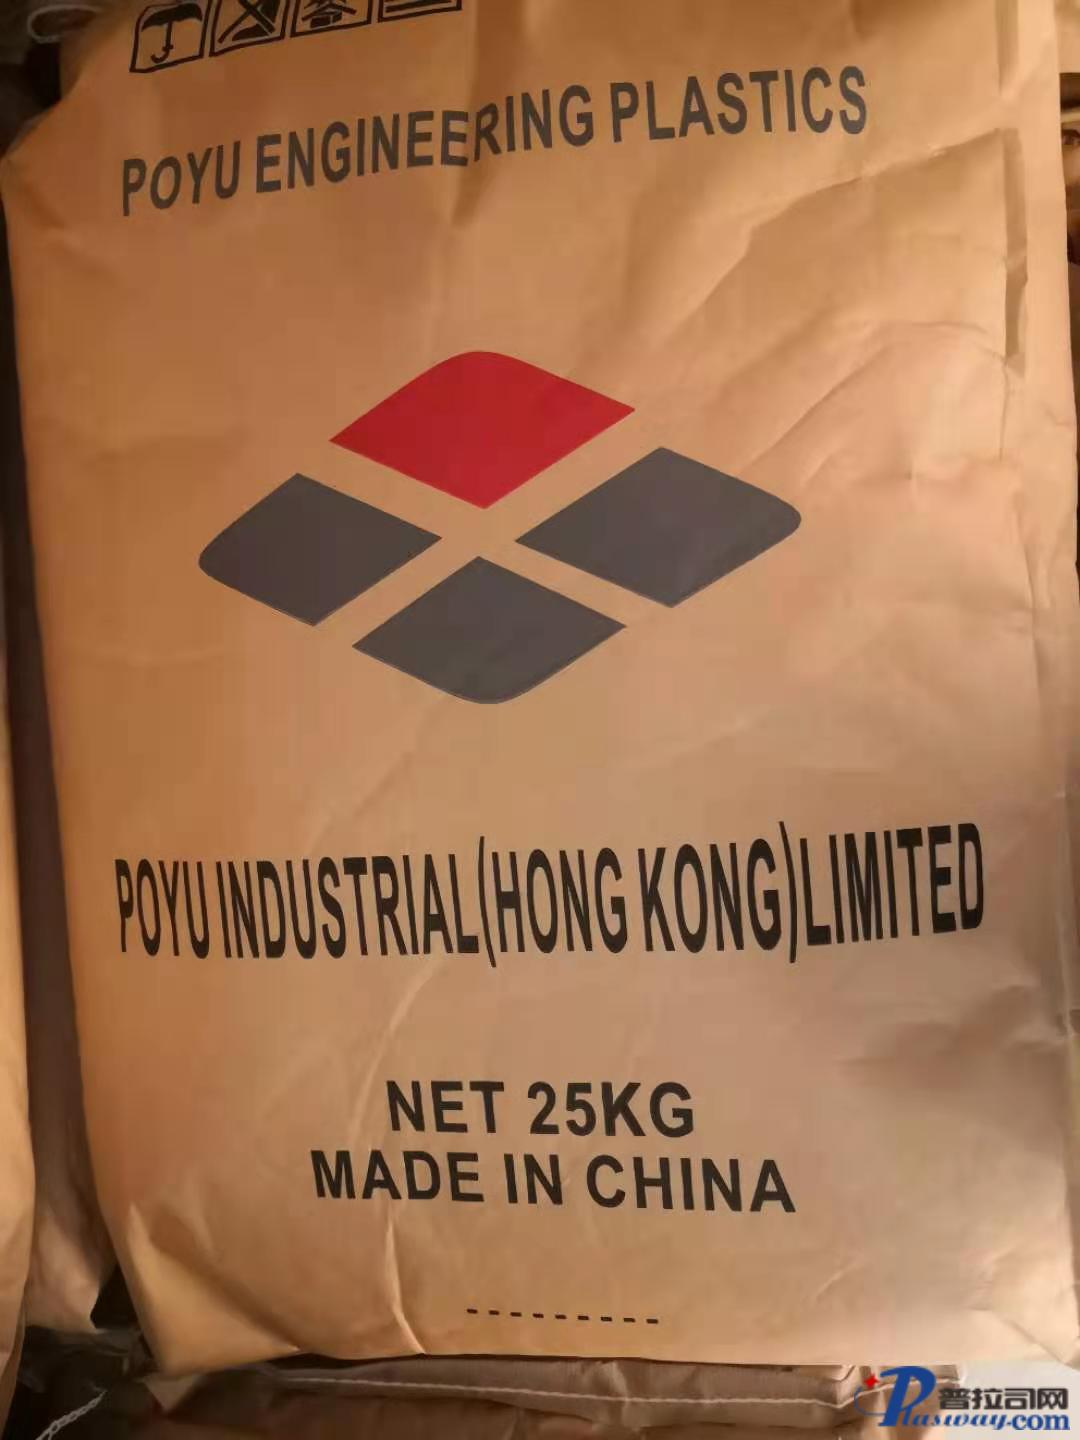 POYU ENGINEERING PLASTICS
POYU INDUSTRIAL(HONG KONG)LIMITED
NET 25KG
MADE IN CHINA
---------
普拉司网
Plasway.com